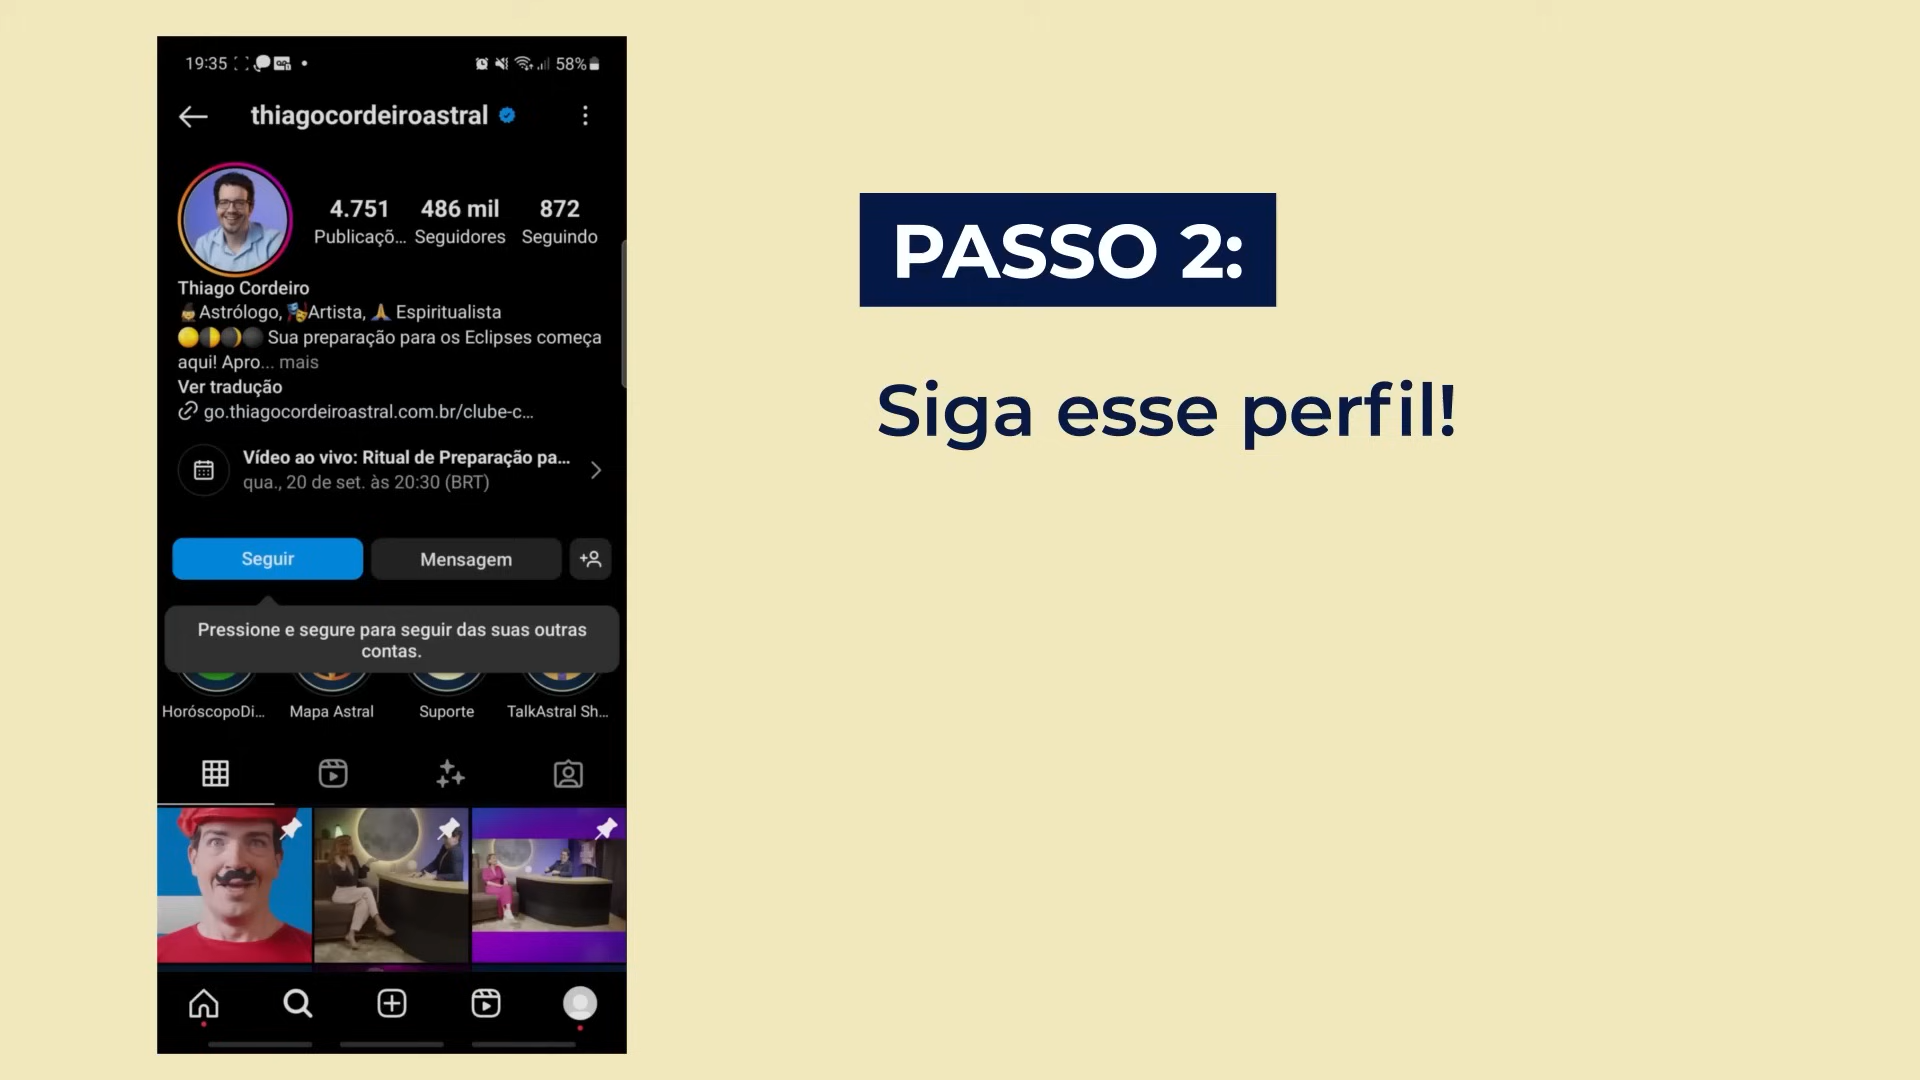 19:35
58%
thiagocordeiroastral
4.751 486 mil 872
Publicaçõ... Seguidores Seguindo
Thiago Cordeiro
Astrólogo, Artista, Espiritualista
Sua preparação para os Eclipses começa
aqui! Apro... mais
Ver tradução
go.thiagocordeiroastral.com.br/clube-c...
Vídeo ao vivo: Ritual de Preparação pa...
qua., 20 de set. às 20:30 (BRT)
Seguir Mensagem
Pressione e segure para seguir das suas outras
contas.
HoróscopoDi... Mapa Astral Suporte TalkAstral Sh...
PASSO 2:
Siga esse perfil!